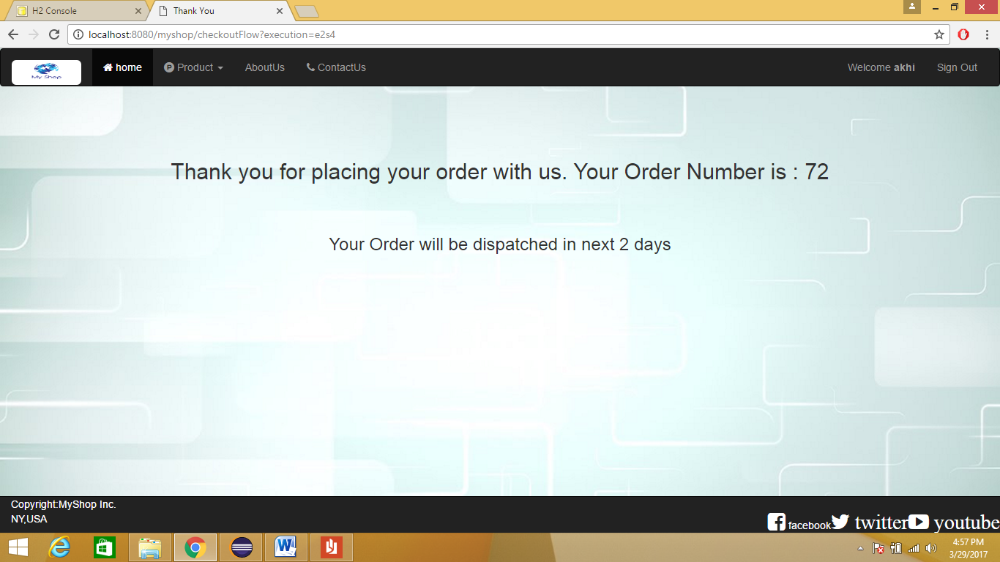 H2 Console
Thank You
localhost:8080/myshop/checkoutFlow?execution=e2s4
My Shop
home
P Product
AboutUs
ContactUs
Welcome akhi
Sign Out
Thank you for placing your order with us. Your Order Number is : 72
Your Order will be dispatched in next 2 days
Copyright:MyShop Inc.
NY,USA
facebook twitter youtube
4:57 PM
3/29/2017